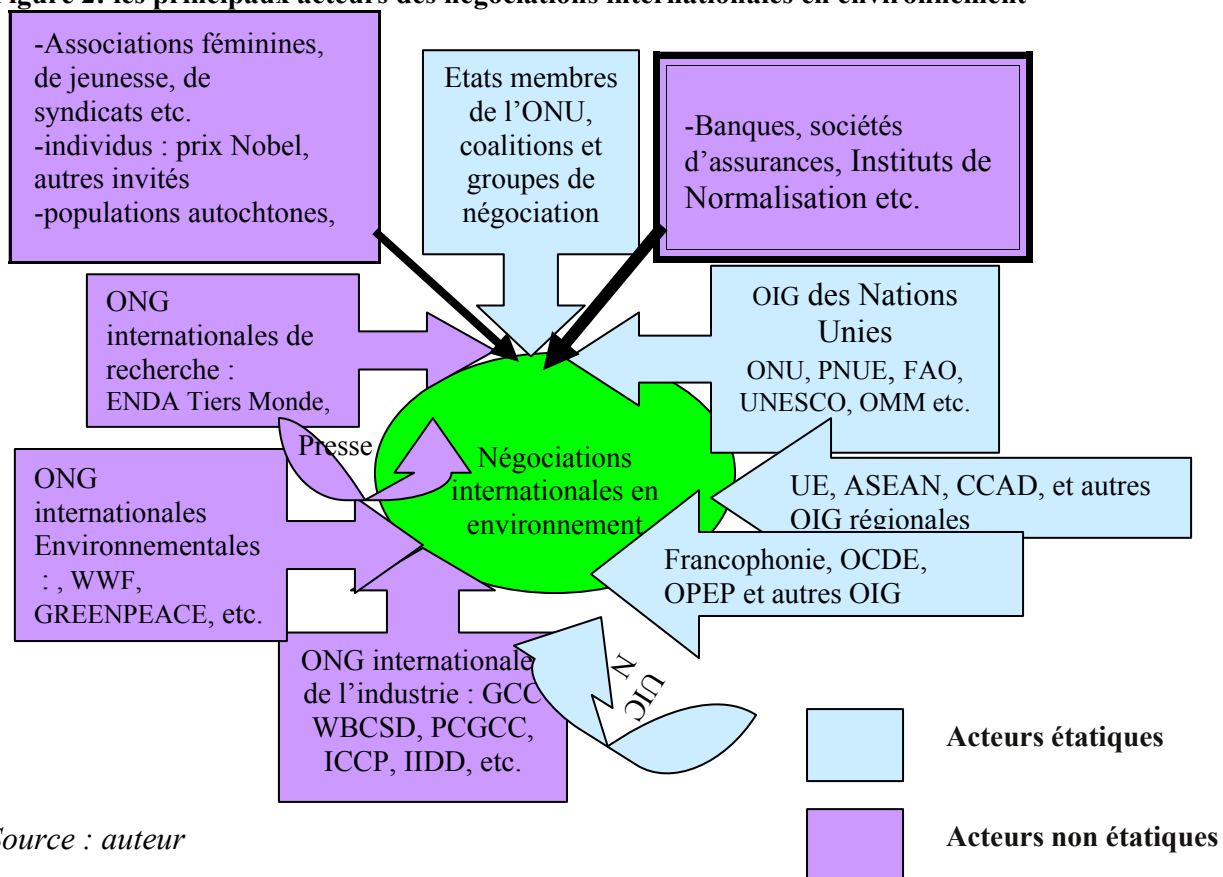 Figure 2: les principaux acteurs des négociations internationales en environnement
-Associations féminines,
de jeunesse, de
syndicats etc.
-individus : prix Nobel,
autres invités
-populations autochtones,
Etats membres
de l’ONU,
coalitions et
groupes de
négociation
-Banques, sociétés
d’assurances, Instituts de
Normalisation etc.
ONG
internationales de
recherche :
ENDA Tiers Monde,
OIG des Nations
Unies
ONU, PNUE, FAO,
UNESCO, OMM etc.
Presse
Négociations
internationales en
environnement
ONG
internationales
Environnementales
: , WWF,
GREENPEACE, etc.
UE, ASEAN, CCAD, et autres
OIG régionales
Francophonie, OCDE,
OPEP et autres OIG
ONG internationale
de l’industrie : GCC
WBCSD, PCGCC,
ICCP, IIDD, etc.
UIC
N
Acteurs étatiques
Acteurs non étatiques
Source : auteur